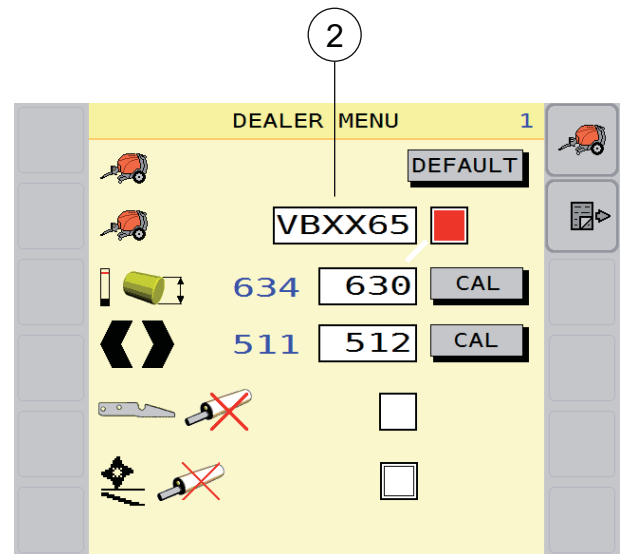 2
DEALER MENU 1
DEFAULT
VBXX65
634 630 CAL
511 512 CAL